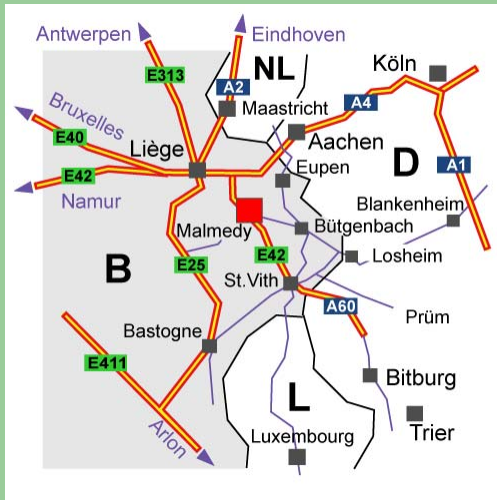 Antwerpen
Eindhoven
NL
Köln
E313
A2
Bruxelles
Maastricht
A4
E40
Aachen
Liège
D
Eupen
A1
E42
Namur
Blankenheim
Malmedy
Bütgenbach
B
E42
Losheim
E25
St.Vith
A60
Prüm
Bastogne
E411
Bitburg
L
Arlon
Luxembourg
Trier